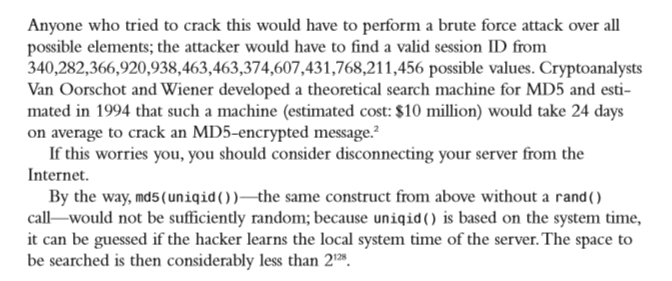 Anyone who tried to crack this would have to perform a brute force attack over all
possible elements; the attacker would have to find a valid session ID from
340,282,366,920,938,463,463,374,607,431,768,211,456 possible values. Cryptoanalysts
Van Oorschot and Wiener developed a theoretical search machine for MD5 and esti-
mated in 1994 that such a machine (estimated cost: $10 million) would take 24 days
on average to crack an MD5-encrypted message.²
If this worries you, you should consider disconnecting your server from the
Internet.
By the way, md5(uniqid())—the same construct from above without a rand()
call—would not be sufficiently random; because uniqid() is based on the system time,
it can be guessed if the hacker learns the local system time of the server. The space to
be searched is then considerably less than 2¹²⁸.